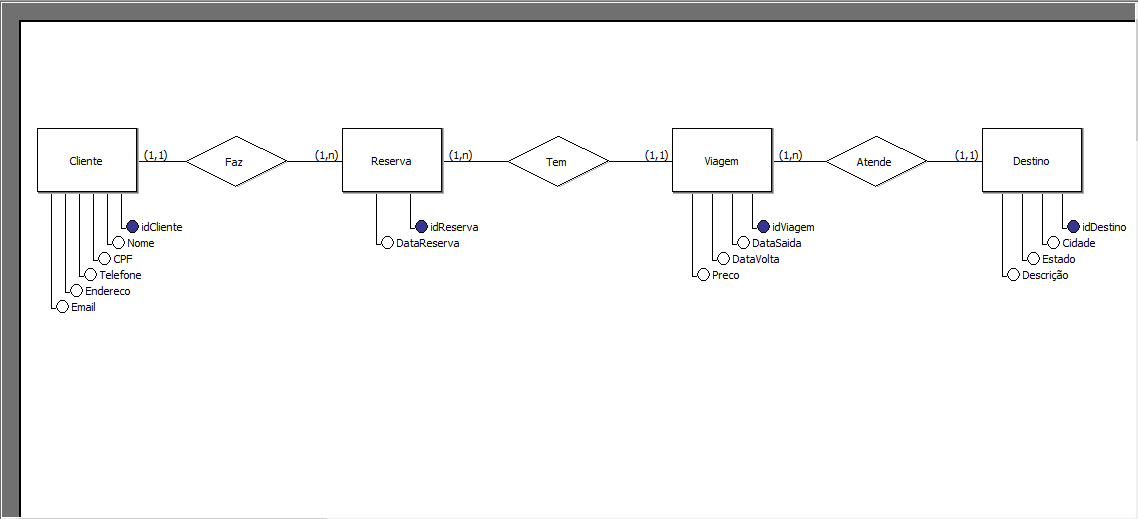 Cliente (1,1) Faz (1,n) Reserva (1,n) Tem (1,1) Viagem (1,n) Atende (1,1) Destino
idCliente
Nome
CPF
Telefone
Endereco
Email
idReserva
DataReserva
idViagem
DataSaida
DataVolta
Preco
idDestino
Cidade
Estado
Descrição